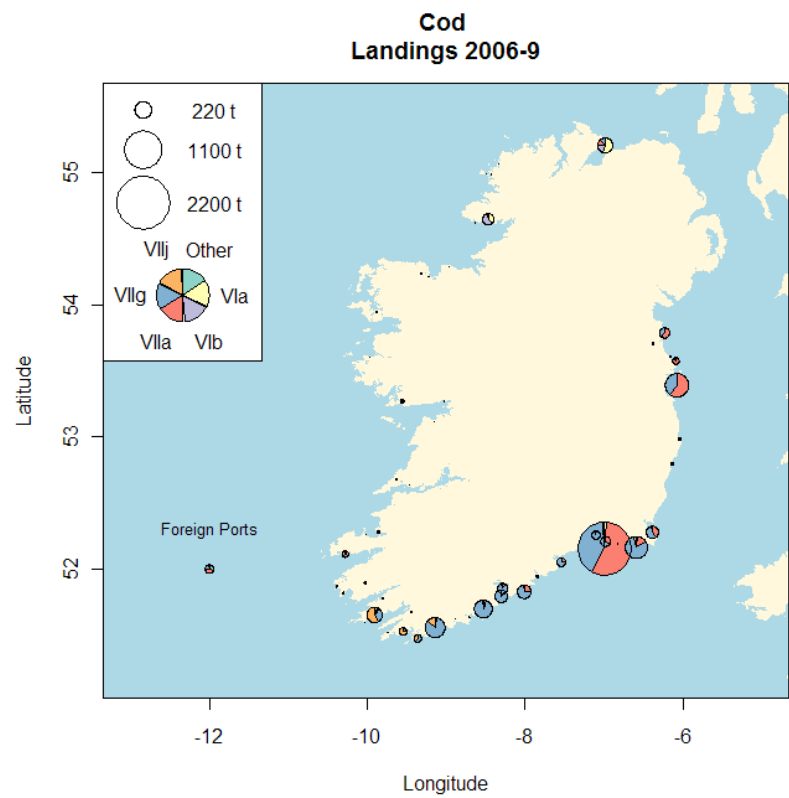 Cod
Landings 2006-9
220 t
1100 t
2200 t
VIIj Other
VIIg VIa
VIIa VIb
Foreign Ports
Latitude
55
54
53
52
-12 -10 -8 -6
Longitude